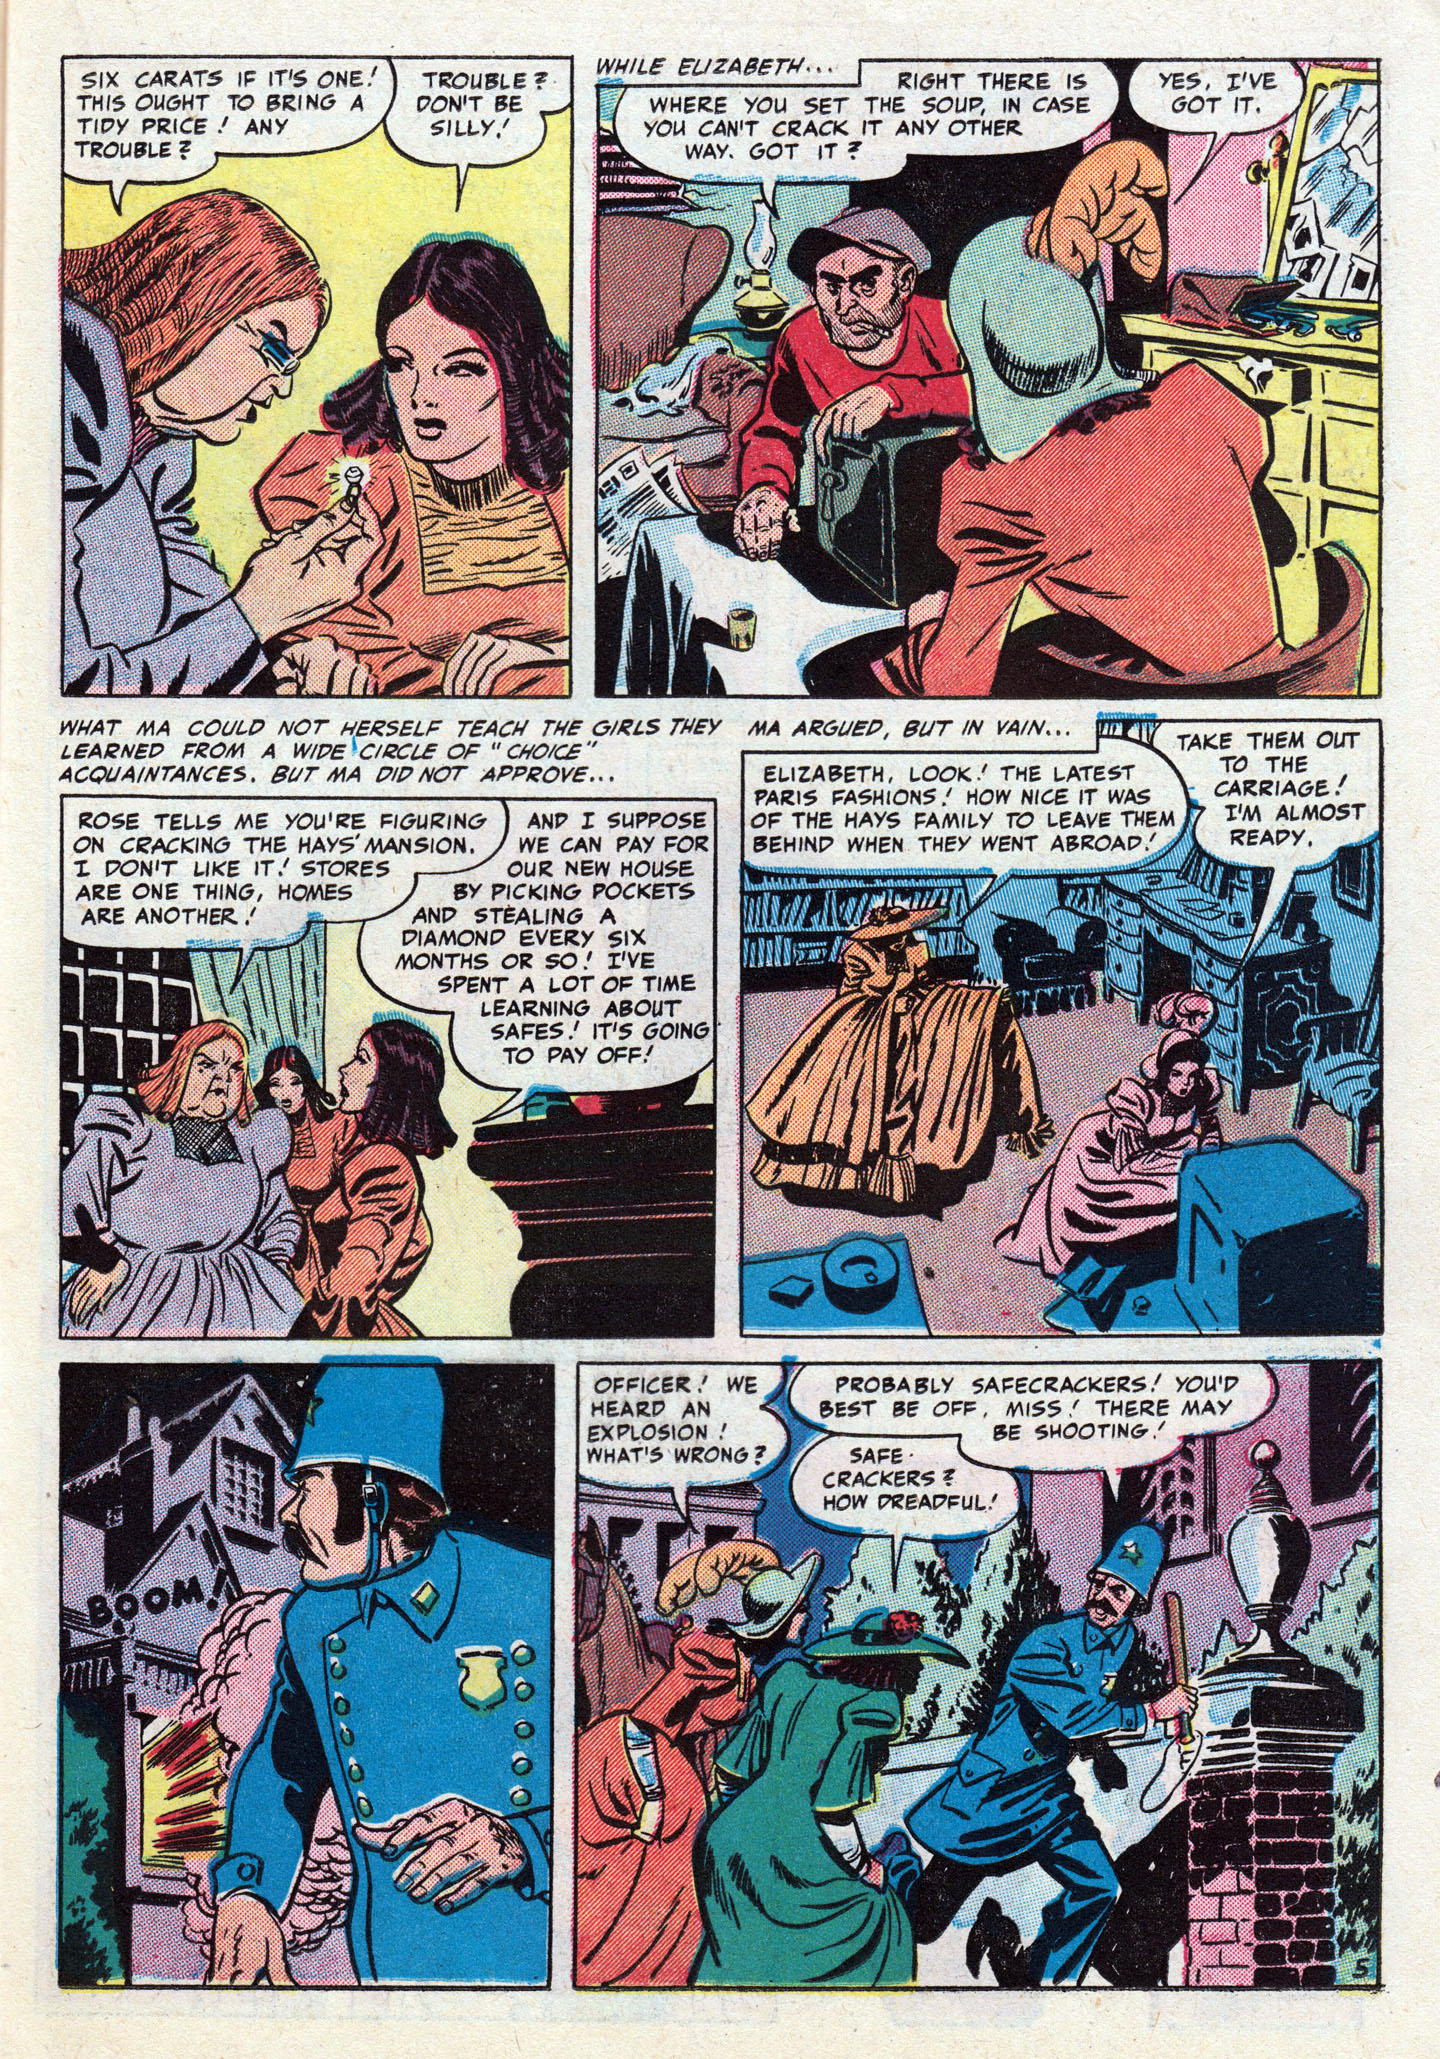 SIX CARATS IF IT'S ONE!
THIS OUGHT TO BRING A
TIDY PRICE! ANY
TROUBLE?
TROUBLE?
DON'T BE
SILLY!
WHILE ELIZABETH...
RIGHT THERE IS
WHERE YOU SET THE SOUP, IN CASE
YOU CAN'T CRACK IT ANY OTHER
WAY. GOT IT?
YES, I'VE
GOT IT.
WHAT MA COULD NOT HERSELF TEACH THE GIRLS THEY
LEARNED FROM A WIDE CIRCLE OF "CHOICE"
ACQUAINTANCES. BUT MA DID NOT APPROVE...
ROSE TELLS ME YOU'RE FIGURING
ON CRACKING THE HAYS' MANSION.
I DON'T LIKE IT! STORES
ARE ONE THING, HOMES
ARE ANOTHER!
AND I SUPPOSE
WE CAN PAY FOR
OUR NEW HOUSE
BY PICKING POCKETS
AND STEALING A
DIAMOND EVERY SIX
MONTHS OR SO! I'VE
SPENT A LOT OF TIME
LEARNING ABOUT
SAFES! IT'S GOING
TO PAY OFF!
MA ARGUED, BUT IN VAIN...
ELIZABETH, LOOK! THE LATEST
PARIS FASHIONS! HOW NICE IT WAS
OF THE HAYS FAMILY TO LEAVE THEM
BEHIND WHEN THEY WENT ABROAD!
TAKE THEM OUT
TO THE
CARRIAGE!
I'M ALMOST
READY.
BOOM!
OFFICER! WE
HEARD AN
EXPLOSION!
WHAT'S WRONG?
PROBABLY SAFECRACKERS! YOU'D
BEST BE OFF, MISS! THERE MAY
BE SHOOTING!
SAFE-
CRACKERS?
HOW DREADFUL!
5